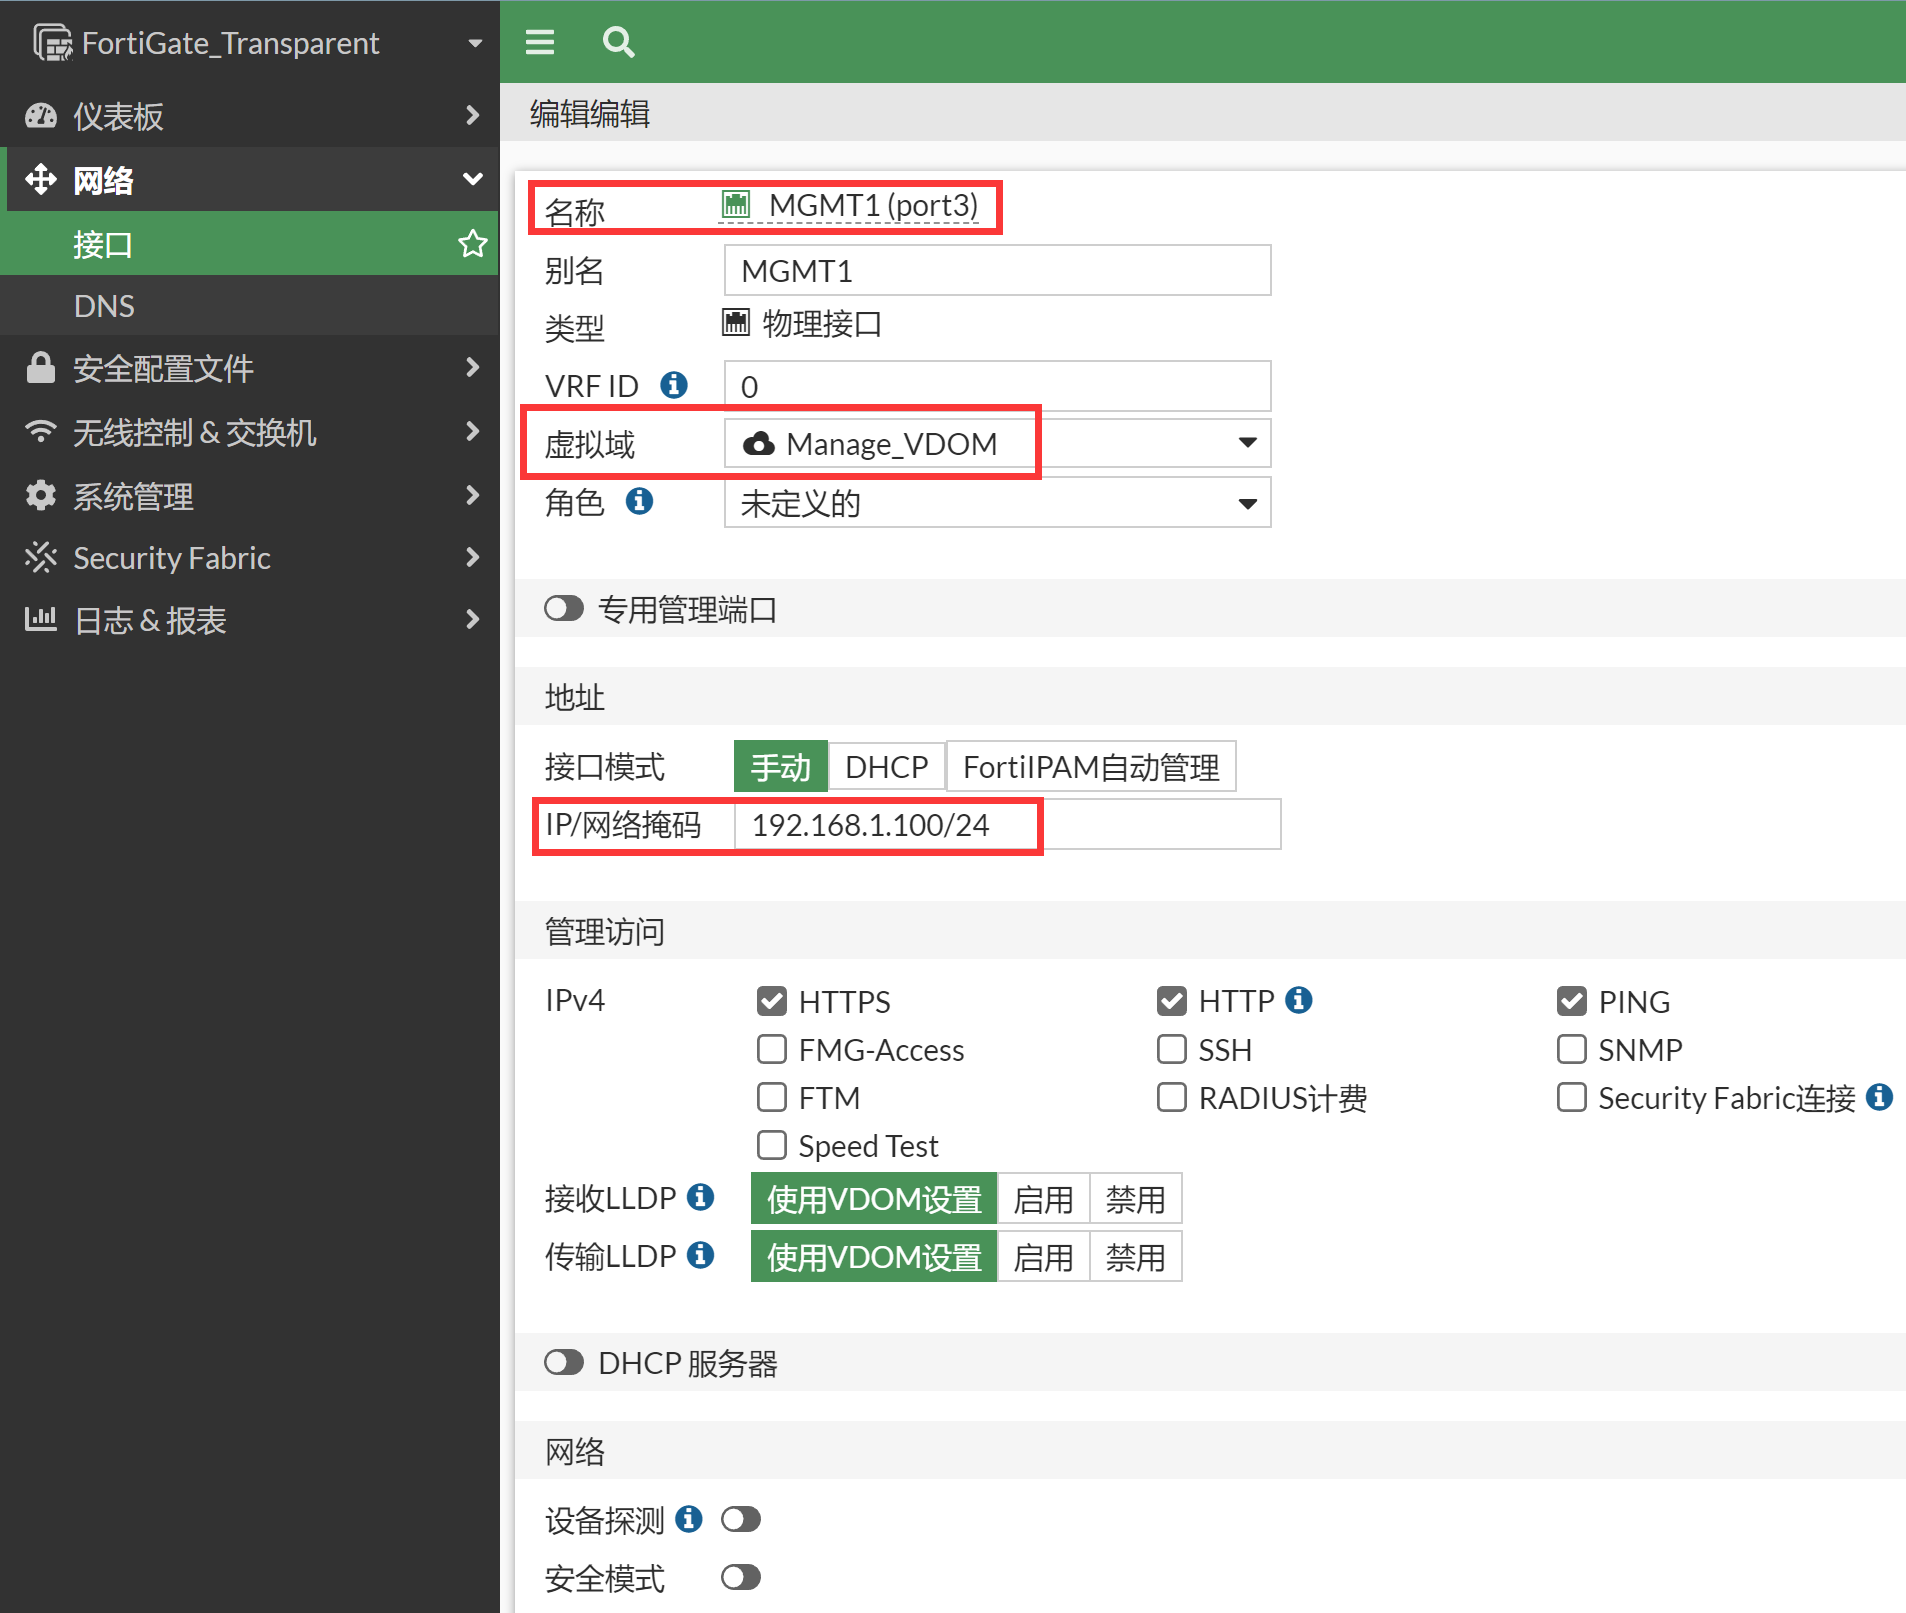 FortiGate_Transparent
仪表板
网络
接口
DNS
安全配置文件
无线控制 & 交换机
系统管理
Security Fabric
日志 & 报表
编辑编辑
名称 MGMT1 (port3)
别名 MGMT1
类型 物理接口
VRF ID 0
虚拟域 Manage_VDOM
角色 未定义的
专用管理端口
地址
接口模式 手动 DHCP FortiIPAM自动管理
IP/网络掩码 192.168.1.100/24
管理访问
IPv4 HTTPS HTTP PING
FMG-Access SSH SNMP
FTM RADIUS计费 Security Fabric连接
Speed Test
接收LLDP 使用VDOM设置 启用 禁用
传输LLDP 使用VDOM设置 启用 禁用
DHCP 服务器
网络
设备探测
安全模式